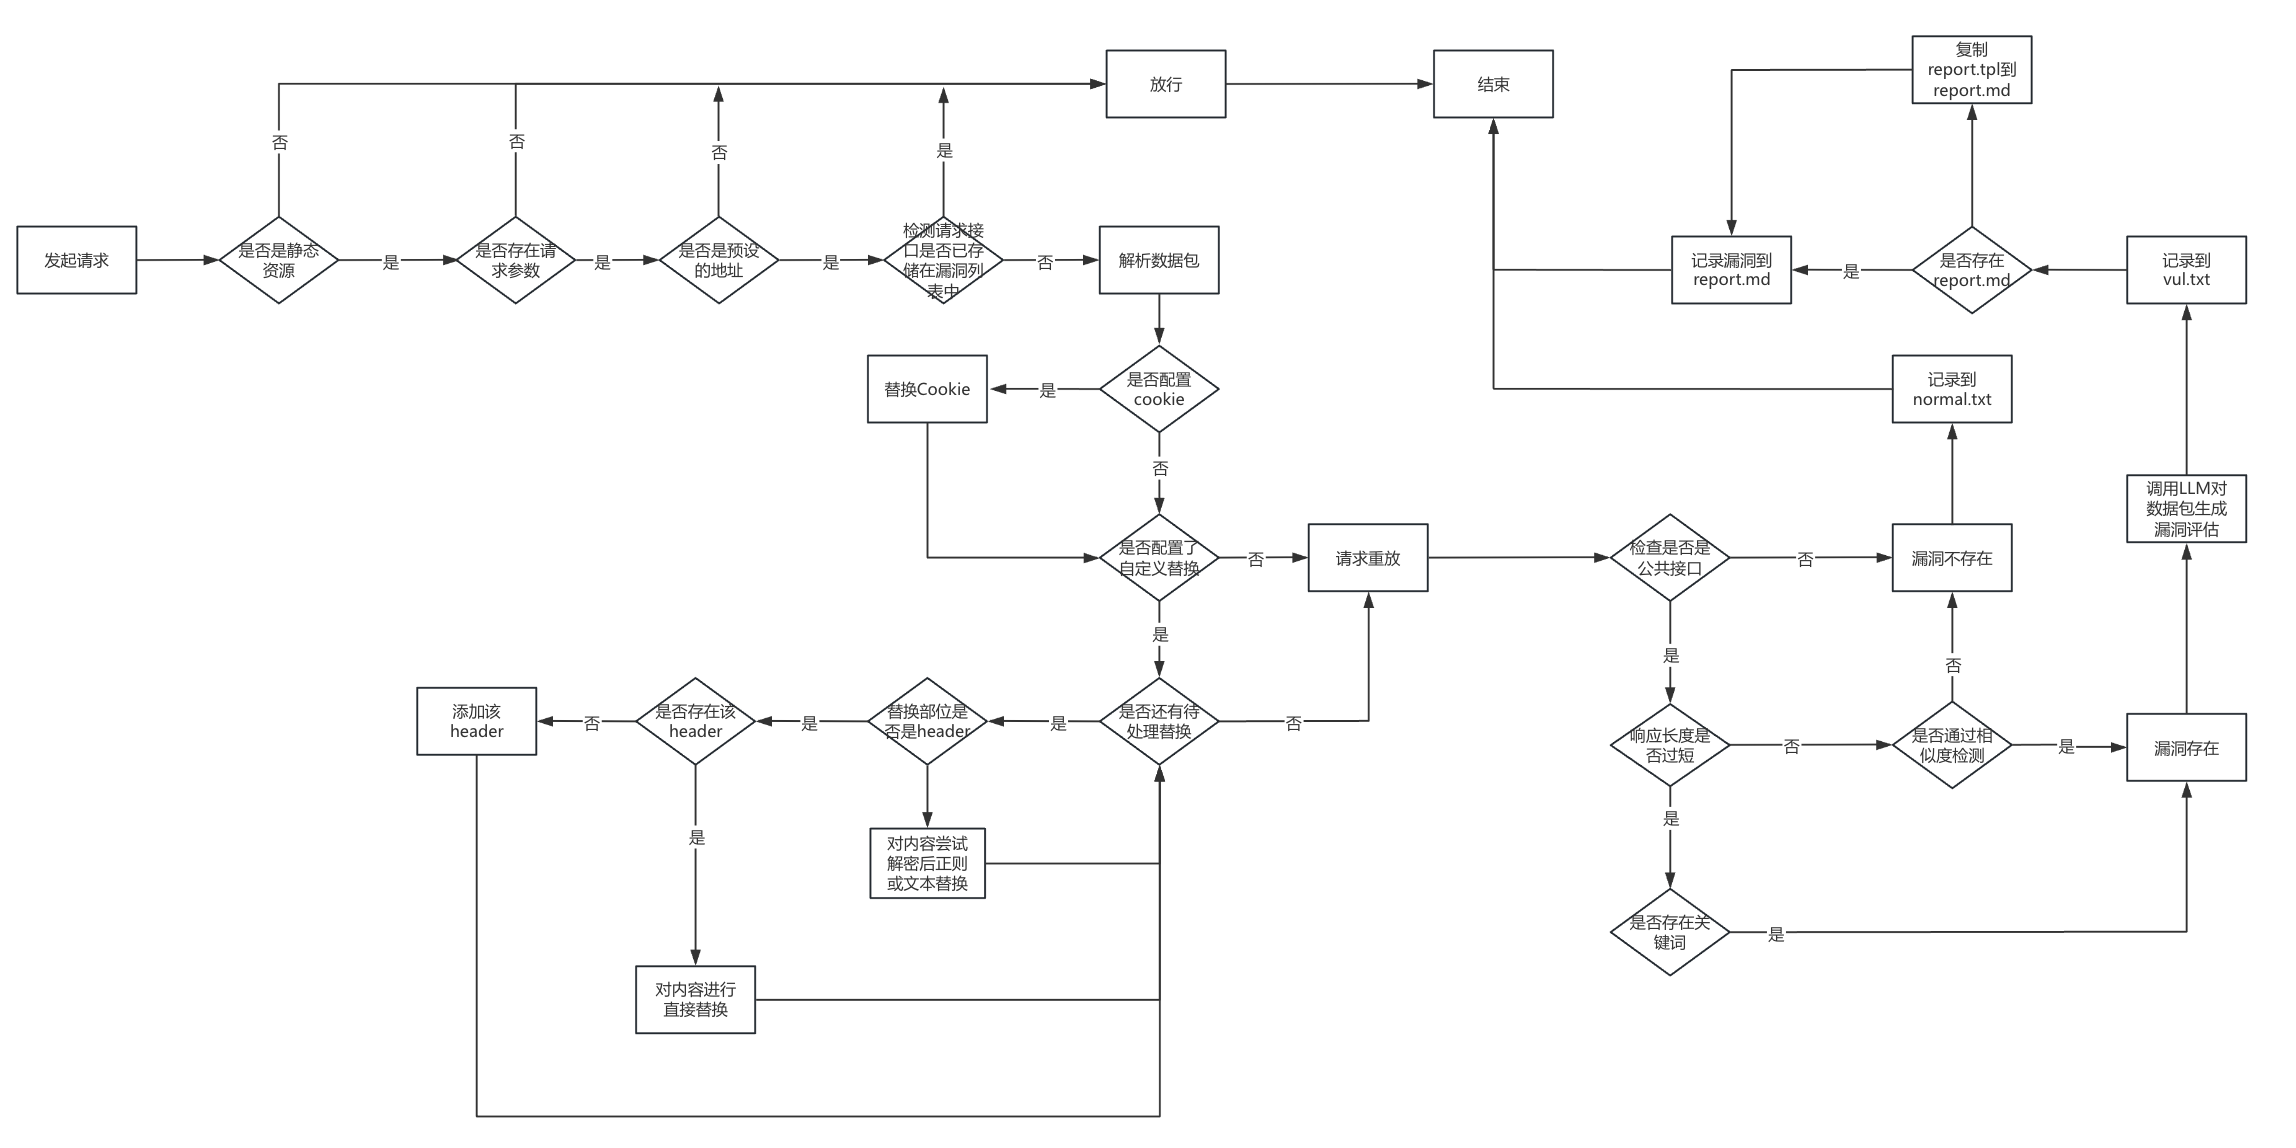 放行
结束
复制
report.tpl到
report.md
否
否
否
是
发起请求
是否是静态
资源
是
是否存在请
求参数
是
是否是预设
的地址
是
检测请求接
口是否已存
储在漏洞列
表中
否
解析数据包
记录漏洞到
report.md
是
是否存在
report.md
记录到
vul.txt
替换Cookie
是
是否配置
cookie
记录到
normal.txt
否
调用LLM对
数据包生成
漏洞评估
是否配置了
自定义替换
否
请求重放
检查是否是
公共接口
否
漏洞不存在
是
是
否
添加该
header
否
是否存在该
header
是
替换部位是
否是header
是
是否还有待
处理替换
否
响应长度是
否过短
否
是否通过相
似度检测
是
漏洞存在
是
是
对内容尝试
解密后正则
或文本替换
是否存在关
键词
是
对内容进行
直接替换